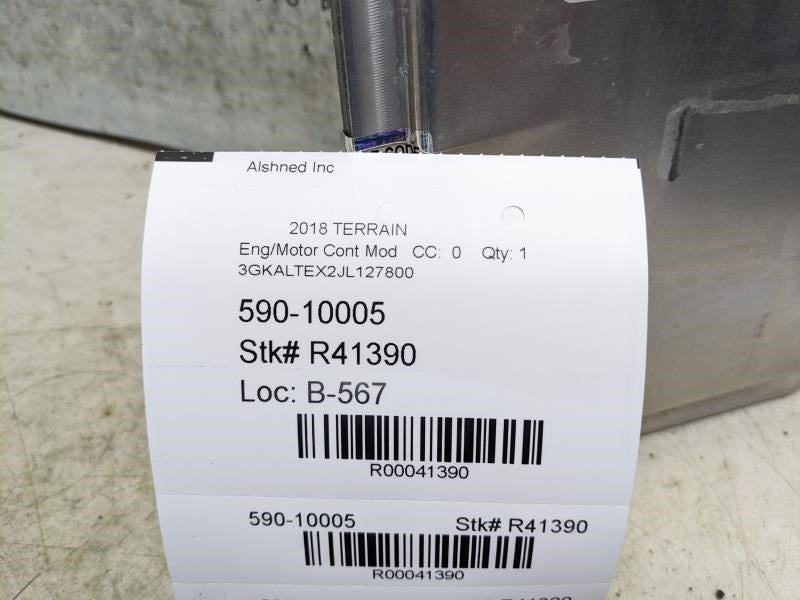 Alshned Inc
2018 TERRAIN
Eng/Motor Cont Mod CC: 0 Qty: 1
3GKALTEX2JL127800
590-10005
Stk# R41390
Loc: B-567
R00041390
590-10005 Stk# R41390
R00041390